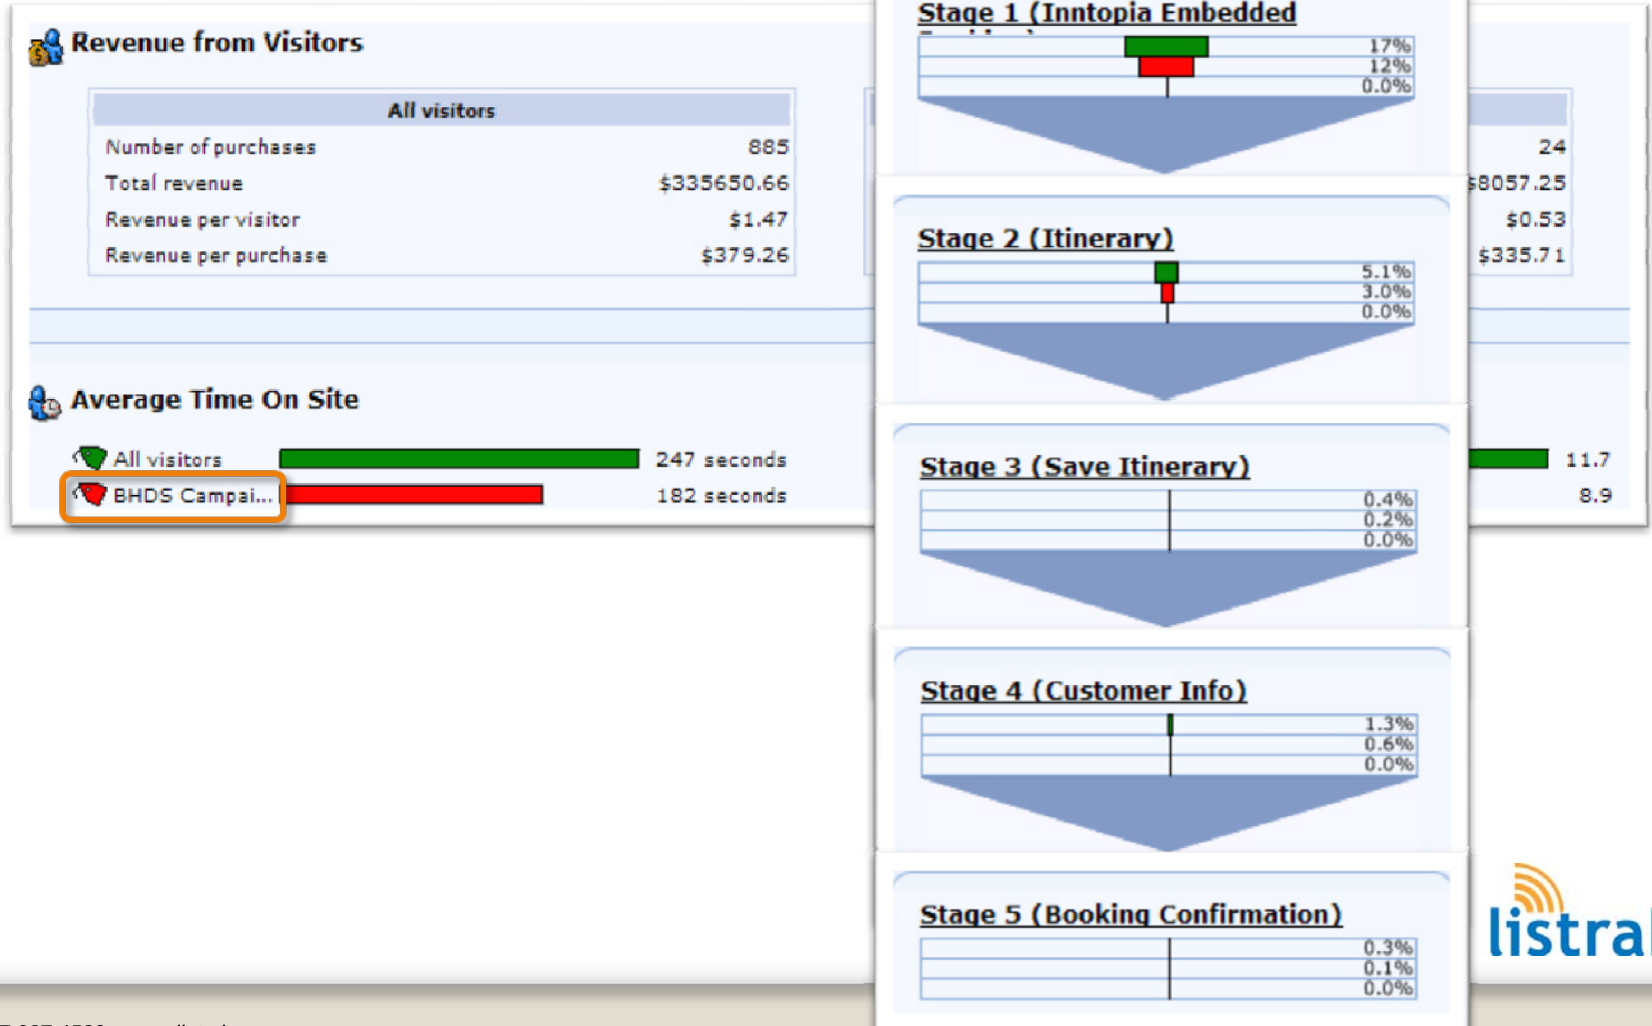 Revenue from Visitors
All visitors
Number of purchases 885
Total revenue $335650.66
Revenue per visitor $1.47
Revenue per purchase $379.26
24
$8057.25
$0.53
$335.71
Average Time On Site
All visitors 247 seconds 11.7
BHDS Campai... 182 seconds 8.9
Stage 1 (Inntopia Embedded
17%
12%
0.0%
Stage 2 (Itinerary)
5.1%
3.0%
0.0%
Stage 3 (Save Itinerary)
0.4%
0.2%
0.0%
Stage 4 (Customer Info)
1.3%
0.6%
0.0%
Stage 5 (Booking Confirmation)
0.3%
0.1%
0.0%
listra